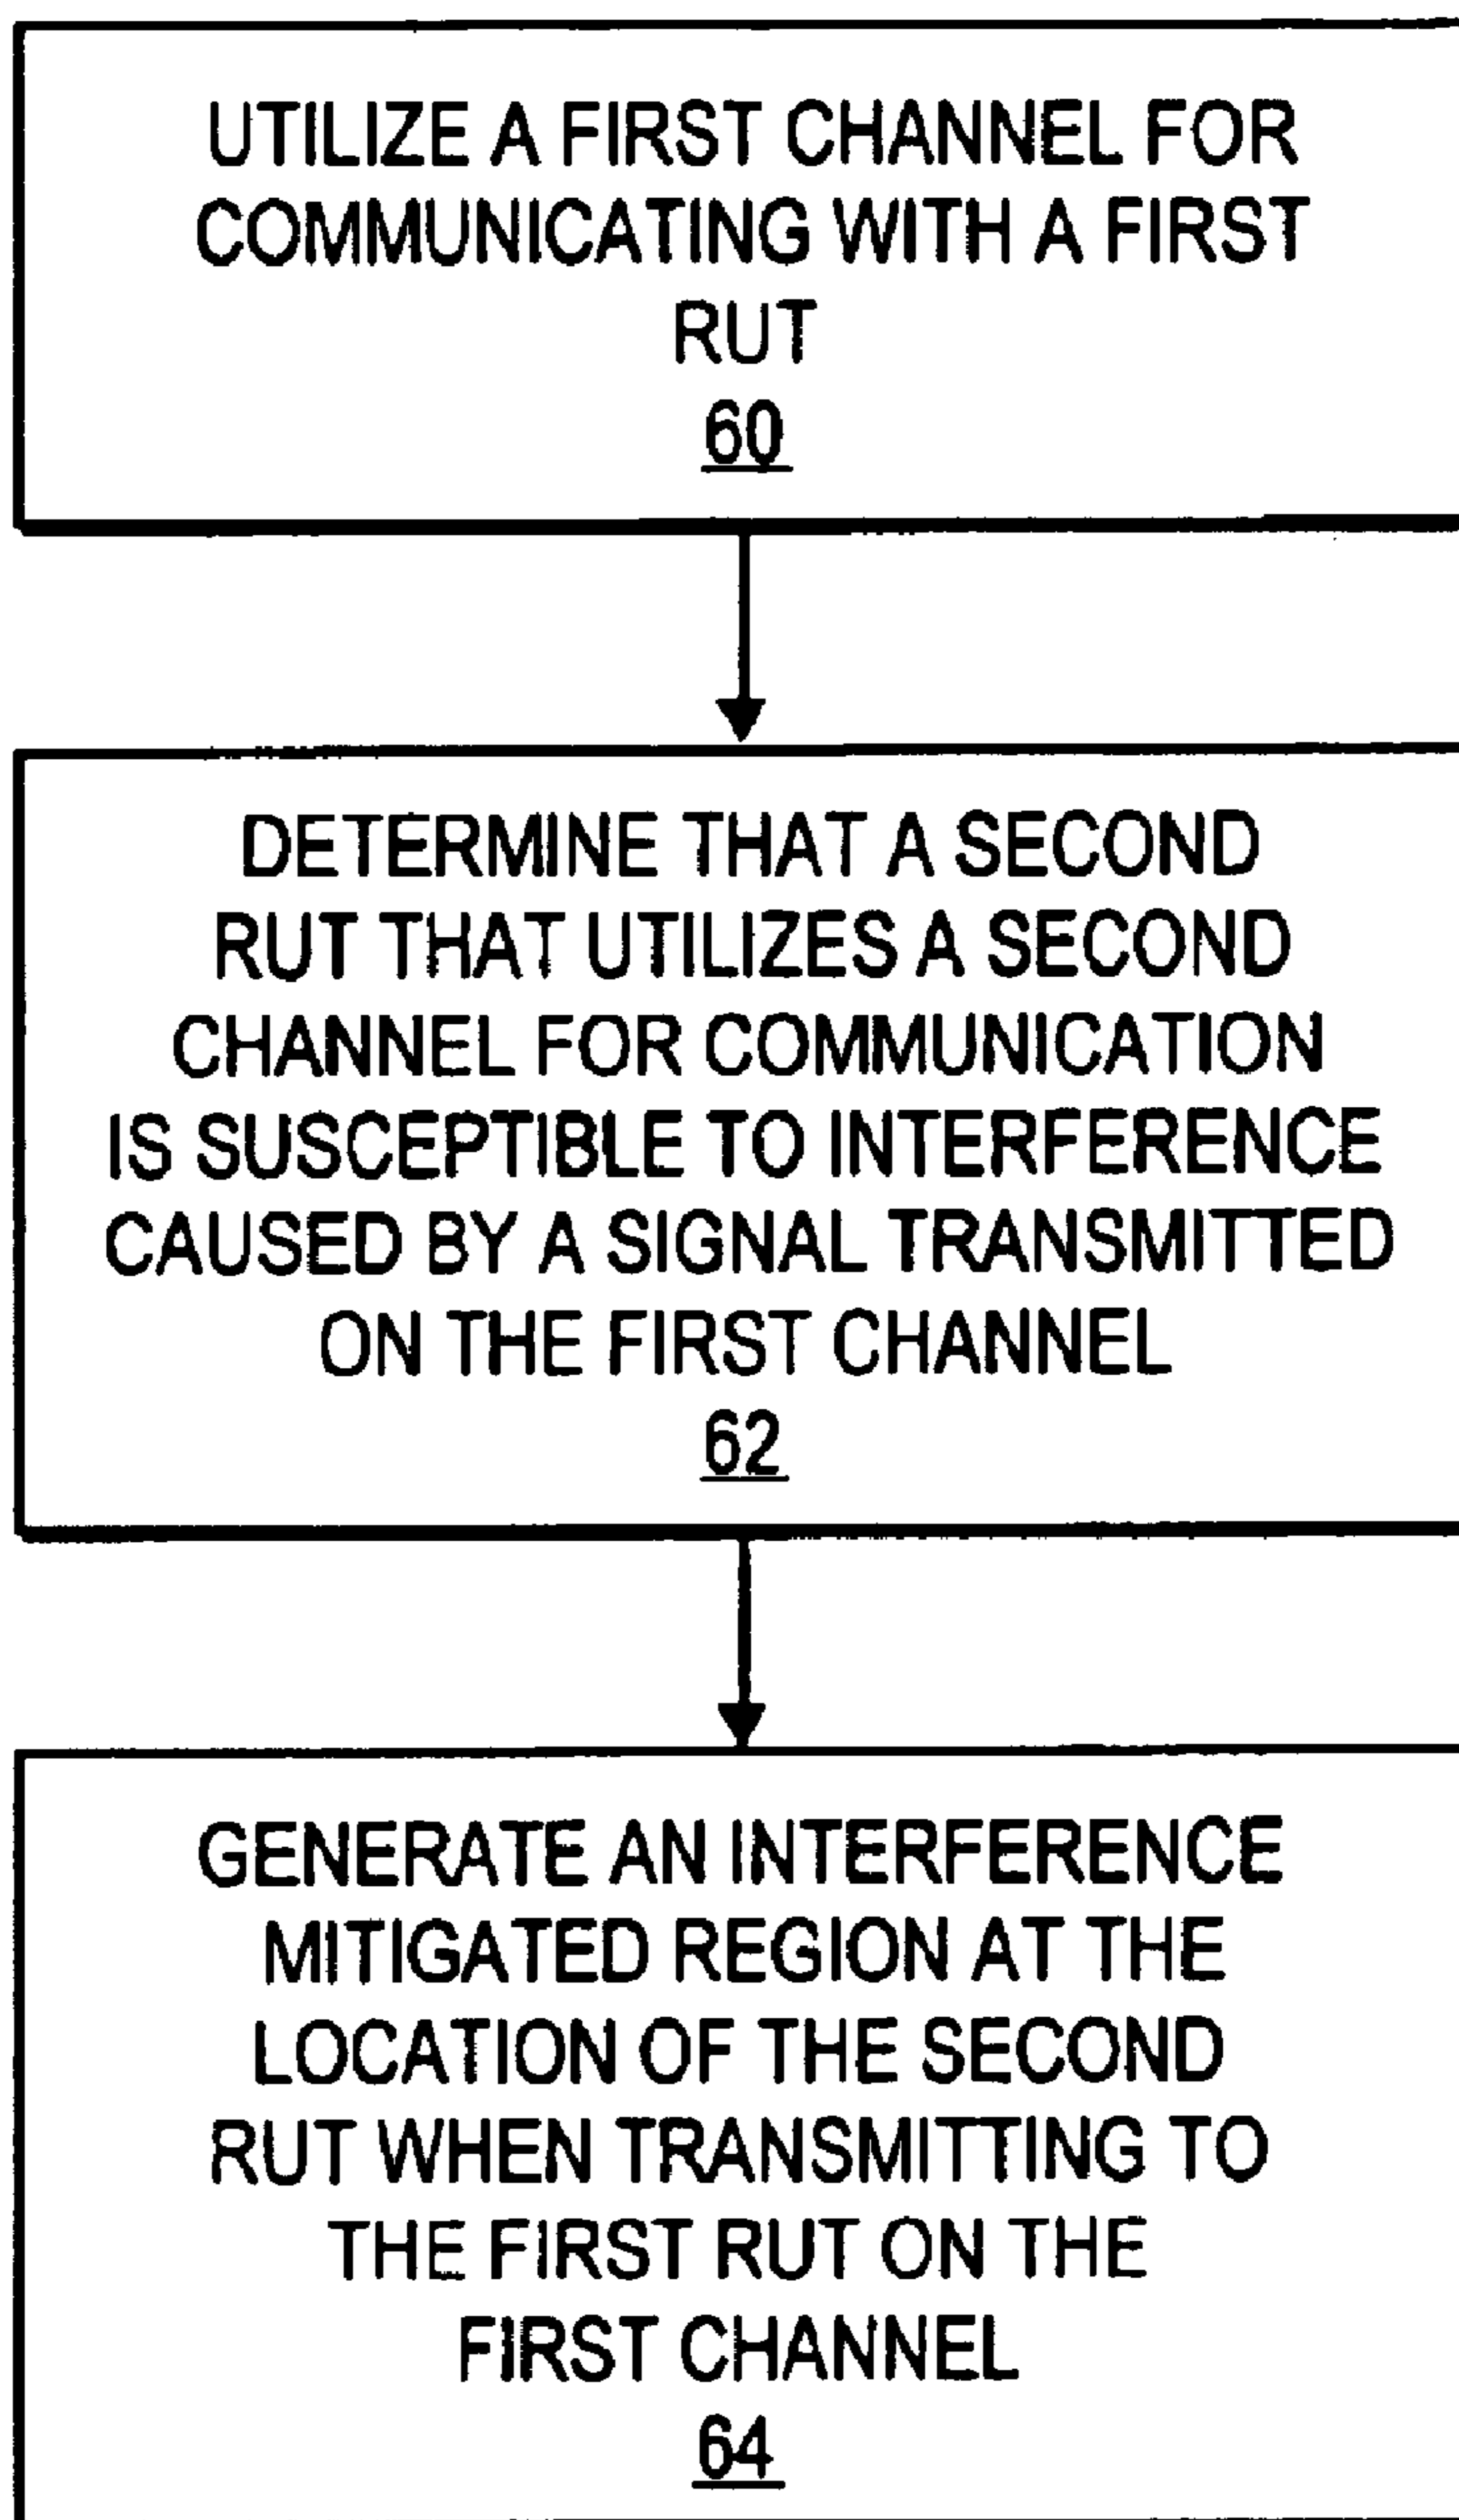 UTILIZE A FIRST CHANNEL FOR
COMMUNICATING WITH A FIRST
RUT
60
DETERMINE THAT A SECOND
RUT THAT UTILIZES A SECOND
CHANNEL FOR COMMUNICATION
IS SUSCEPTIBLE TO INTERFERENCE
CAUSED BY A SIGNAL TRANSMITTED
ON THE FIRST CHANNEL
62
GENERATE AN INTERFERENCE
MITIGATED REGION AT THE
LOCATION OF THE SECOND
RUT WHEN TRANSMITTING TO
THE FIRST RUT ON THE
FIRST CHANNEL
64